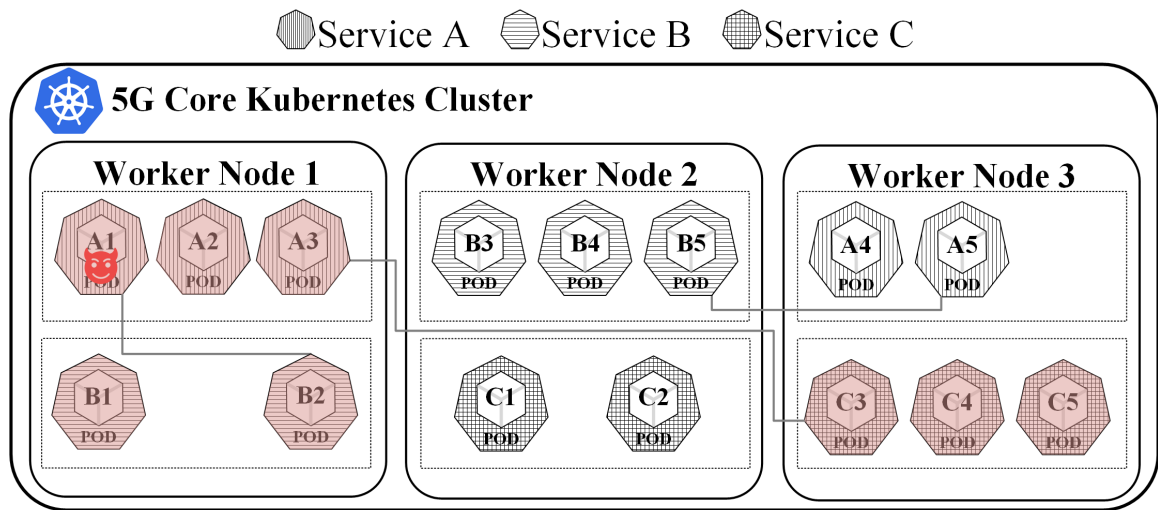 Service A Service B Service C
5G Core Kubernetes Cluster
Worker Node 1
A1 A2 A3
POD POD POD
B1 B2
POD POD
Worker Node 2
B3 B4 B5
POD POD POD
C1 C2
POD POD
Worker Node 3
A4 A5
POD POD
C3 C4 C5
POD POD POD